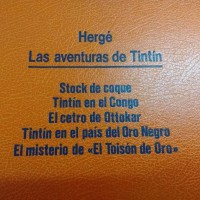 Hergé
Las aventuras de Tintín
Stock de coque
Tintín en el Congo
El cetro de Ottokar
Tintín en el país del Oro Negro
El misterio de «El Toisón de Oro»